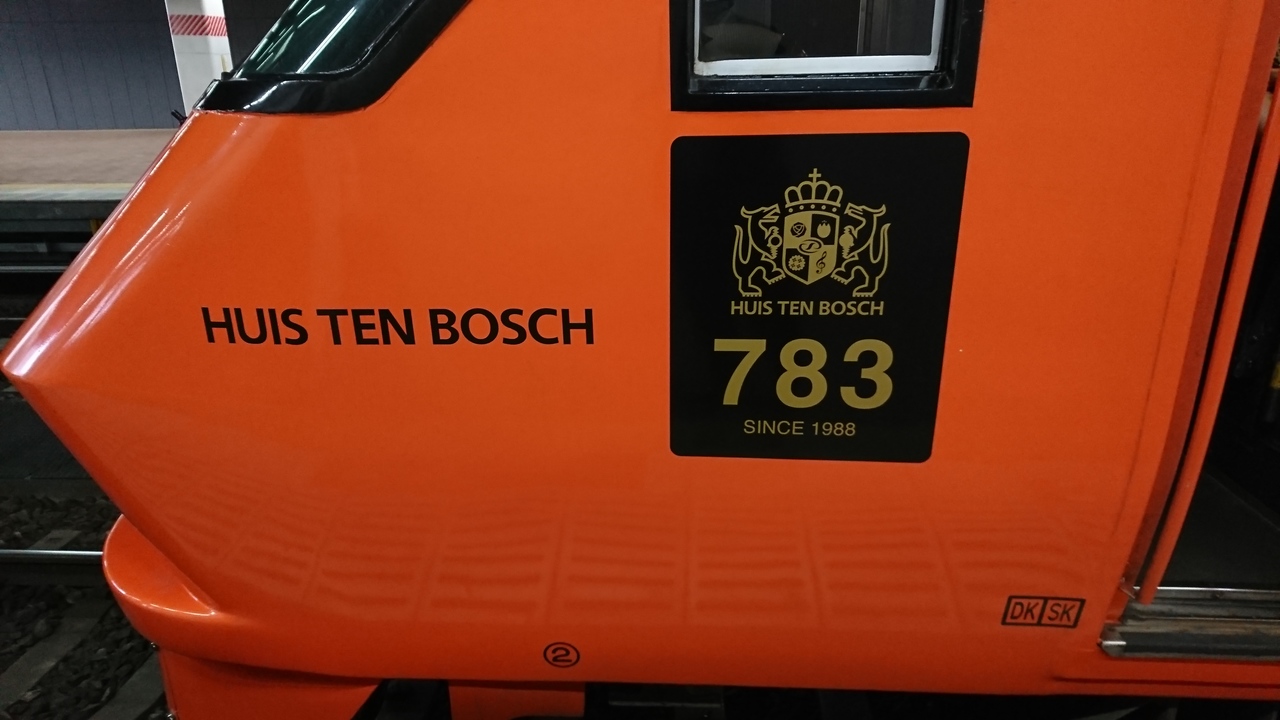 HUIS TEN BOSCH
HUIS TEN BOSCH
783
SINCE 1988
DK SK
②